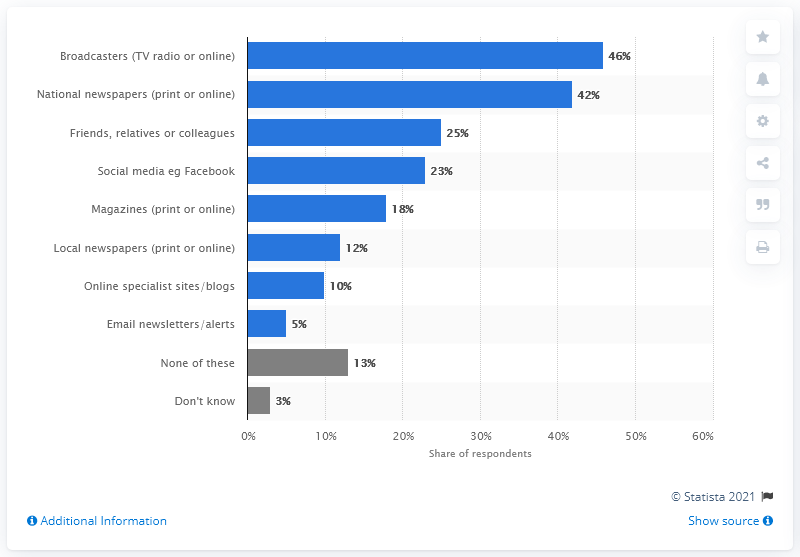 Broadcasters (TV radio or online) 46%
National newspapers (print or online) 42%
Friends, relatives or colleagues 25%
Social media eg Facebook 23%
Magazines (print or online) 18%
Local newspapers (print or online) 12%
Online specialist sites/blogs 10%
Email newsletters/alerts 5%
None of these 13%
Don't know 3%
0% 10% 20% 30% 40% 50% 60%
Share of respondents
© Statista 2021
Additional Information Show source